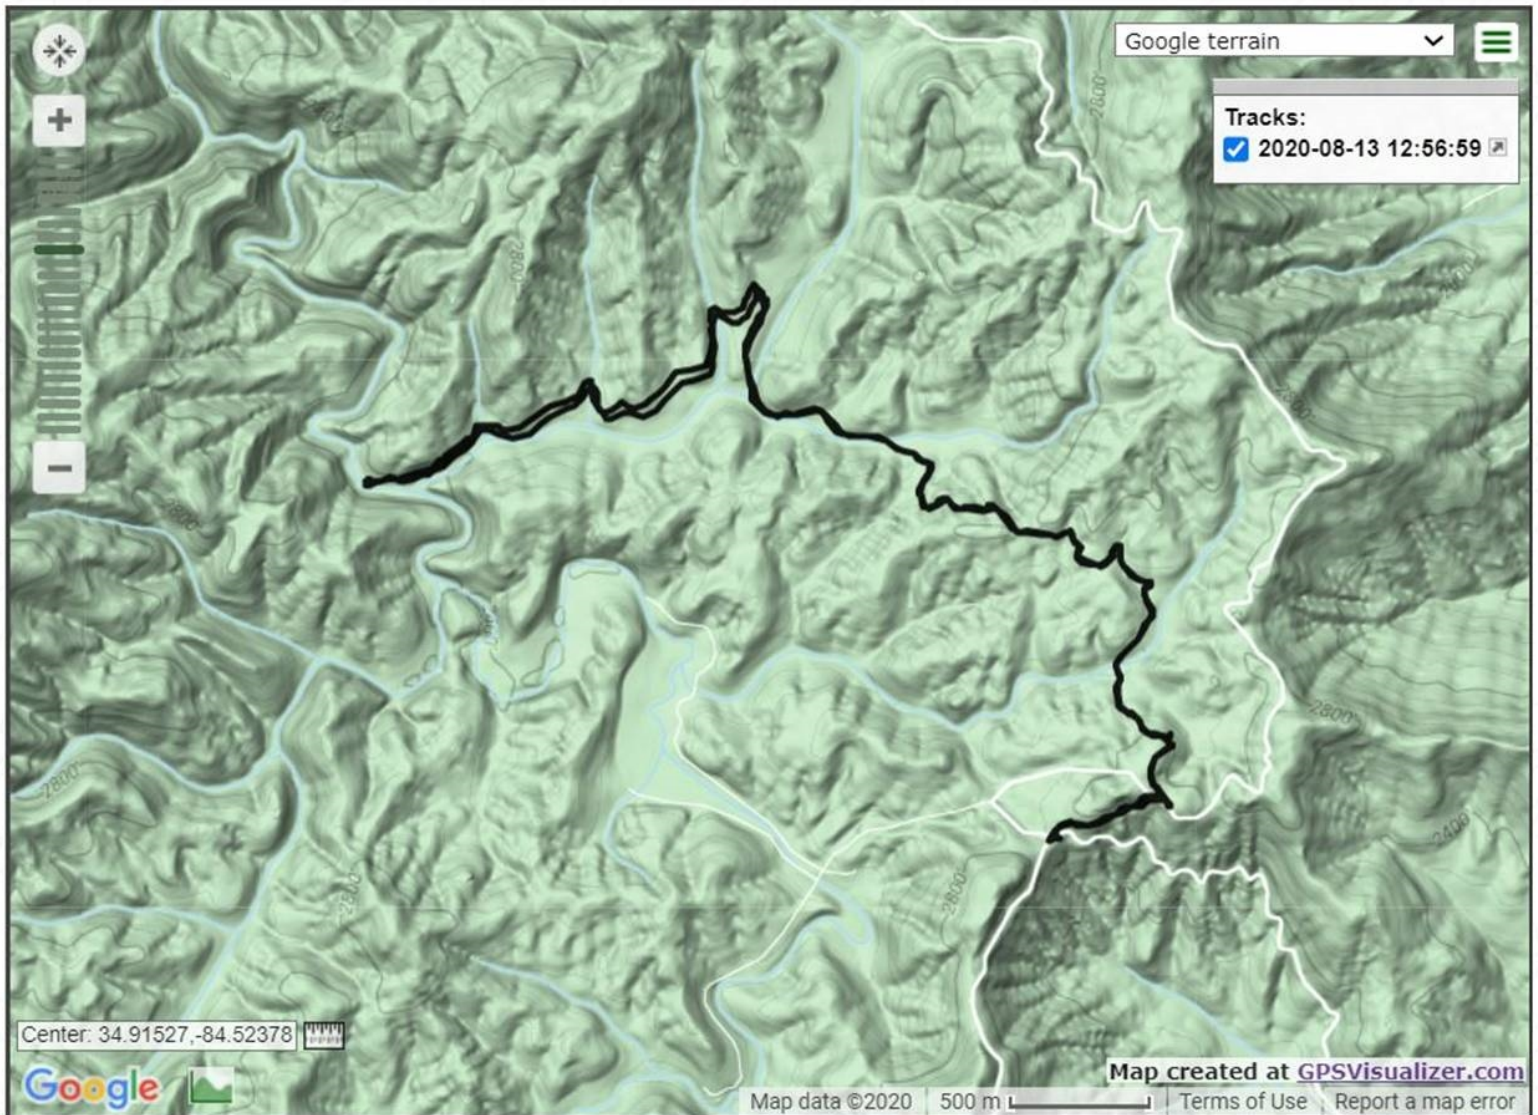 Google terrain
2800
Tracks:
2020-08-13 12:56:59
2800
2800
2800
2800
2800
2400
2800
2800
Center: 34.91527,-84.52378
Map created at GPSVisualizer.com
Google
Map data ©2020 500 m Terms of Use Report a map error